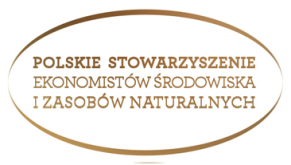 POLSKIE STOWARZYSZENIE
EKONOMISTÓW ŚRODOWISKA
I ZASOBÓW NATURALNYCH